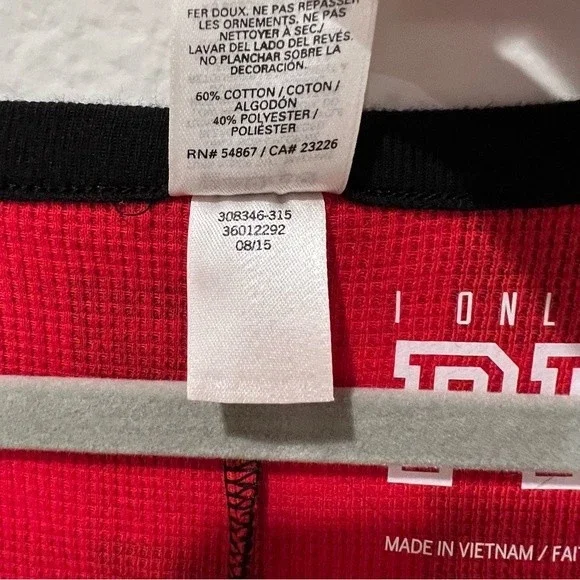 FER DOUX. NE PAS REPASSER
LES ORNEMENTS. NE PAS
NETTOYER À SEC./
LAVAR DEL LADO DEL REVÉS.
NO PLANCHAR SOBRE LA
DECORACIÓN.
60% COTTON / COTON /
ALGODÓN
40% POLYESTER /
POLIÉSTER
RN# 54867 / CA# 23226
308346-315
36012292
08/15
I ONL
MADE IN VIETNAM / FAI